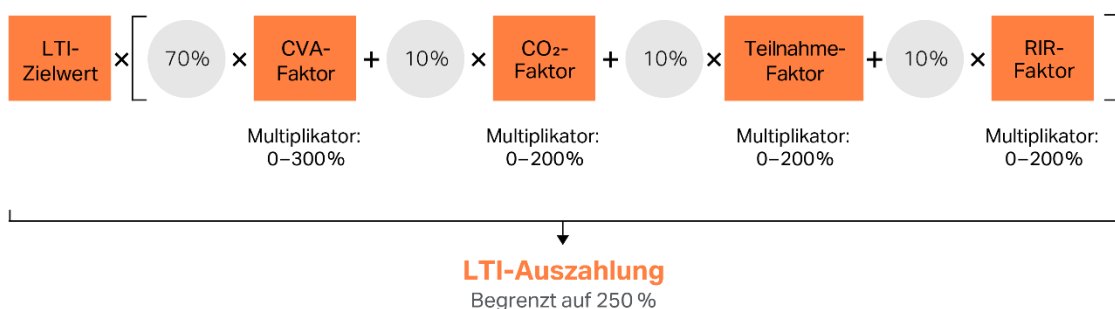 LTI-
Zielwert
×
70%
×
CVA-
Faktor
+
10%
×
CO₂-
Faktor
+
10%
×
Teilnahme-
Faktor
+
10%
×
RIR-
Faktor
Multiplikator:
0–300%
Multiplikator:
0–200%
Multiplikator:
0–200%
Multiplikator:
0–200%
LTI-Auszahlung
Begrenzt auf 250 %